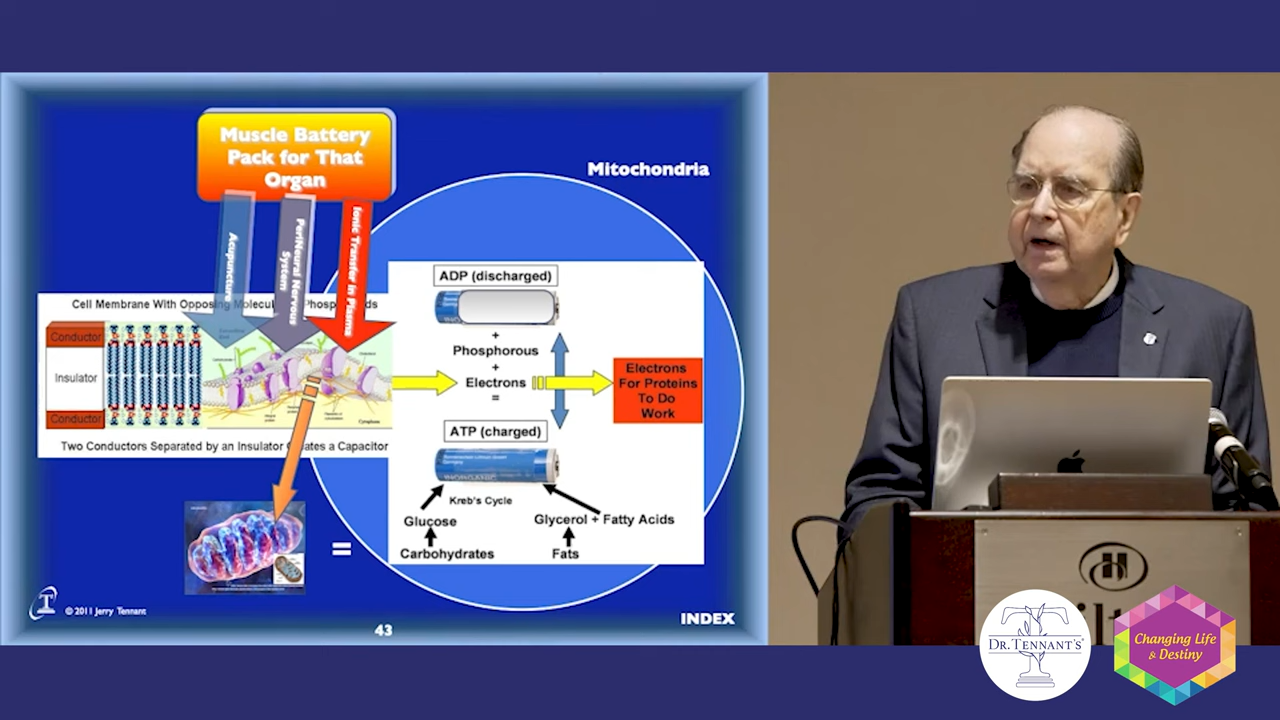 Muscle Battery
Pack for That
Organ
Mitochondria
Acupuncture
PeriNeural Nervous
System
Ionic Transfer in Plasma
Cell Membrane With Opposing
Conductor
Insulator
Conductor
Cytoplasm
Two Conductors Separated by an Insulator Creates a Capacitor
ADP (discharged)
+
Phosphorous
+
Electrons
=
ATP (charged)
Electrons
For Proteins
To Do
Work
Kreb's Cycle
Glucose
Carbohydrates
Glycerol + Fatty Acids
Fats
=
T
© 2011 Jerry Tennant
43
INDEX
H
DR. TENNANT'S®
Changing Life
& Destiny